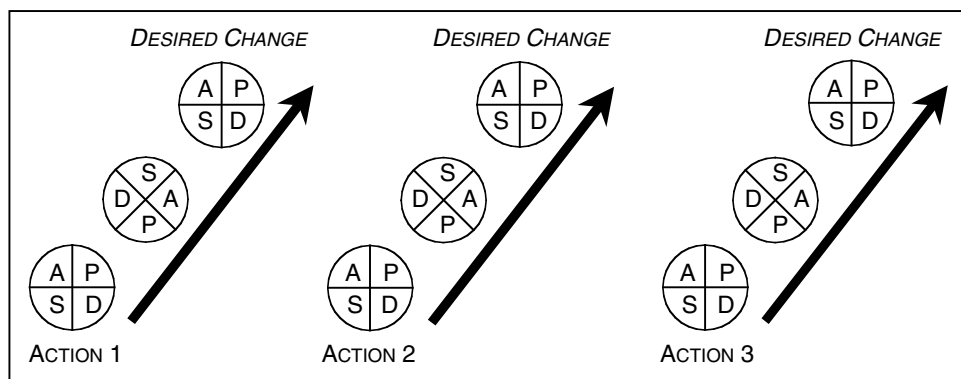 DESIRED CHANGE DESIRED CHANGE DESIRED CHANGE
A P A P A P
S D S D S D
S S S
D A D A D A
P P P
A P A P A P
S D S D S D
ACTION 1 ACTION 2 ACTION 3